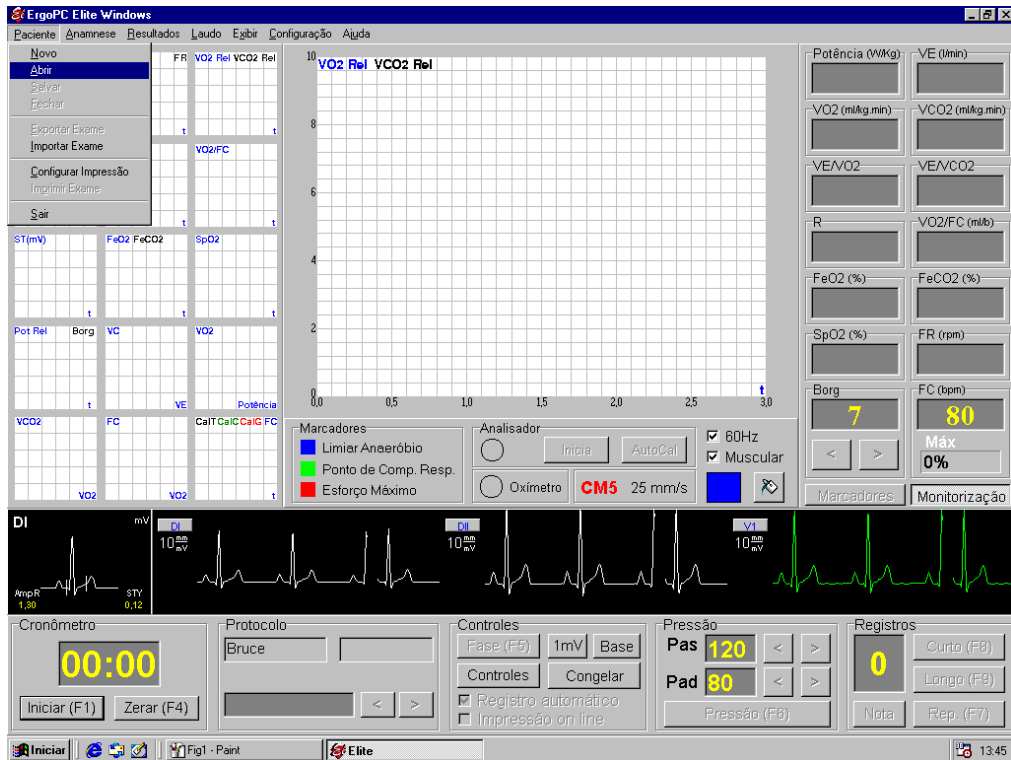 ErgoPC Elite Windows
Paciente Anamnese Resultados Laudo Exibir Configuração Ajuda
Novo
Abrir
Salvar
Fechar
Exportar Exame
Importar Exame
Configurar Impressão
Imprimir Exame
Sair
FR
t
VO2 Rel VCO2 Rel
t
t
VO2/FC
t
ST(mV)
t
FeO2 FeCO2
t
SpO2
t
Pot Rel Borg
t
VC
VE
VO2
Potência
VCO2
VO2
FC
VO2
CalT CalC CalG FC
t
VO2 Rel VCO2 Rel
10
8
6
4
2
0
0,0 0,5 1,0 1,5 2,0 2,5 3,0
t
Potência (W/Kg)
VE (l/min)
VO2 (ml/kg.min)
VCO2 (ml/kg.min)
VE/VO2
VE/VCO2
R
VO2/FC (ml/b)
FeO2 (%)
FeCO2 (%)
SpO2 (%)
FR (rpm)
Borg
7
< >
FC (bpm)
80
Máx
0%
Marcadores
Monitorização
Marcadores
Limiar Anaeróbio
Ponto de Comp. Resp.
Esforço Máximo
Analisador
Inicia
AutoCal
Oxímetro
CM5 25 mm/s
60Hz
Muscular
DI
mV
AmpR
1,30
STY
0,12
DI
10 mm/mV
DII
10 mm/mV
V1
10 mm/mV
Cronômetro
00:00
Iniciar (F1)
Zerar (F4)
Protocolo
Bruce
< >
Controles
Fase (F5)
1mV
Base
Controles
Congelar
Registro automático
Impressão on line
Pressão
Pas 120 < >
Pad 80 < >
Pressão (F6)
Registros
0
Curto (F8)
Longo (F9)
Nota
Rep. (F7)
Iniciar
Fig1 - Paint
Elite
13:45